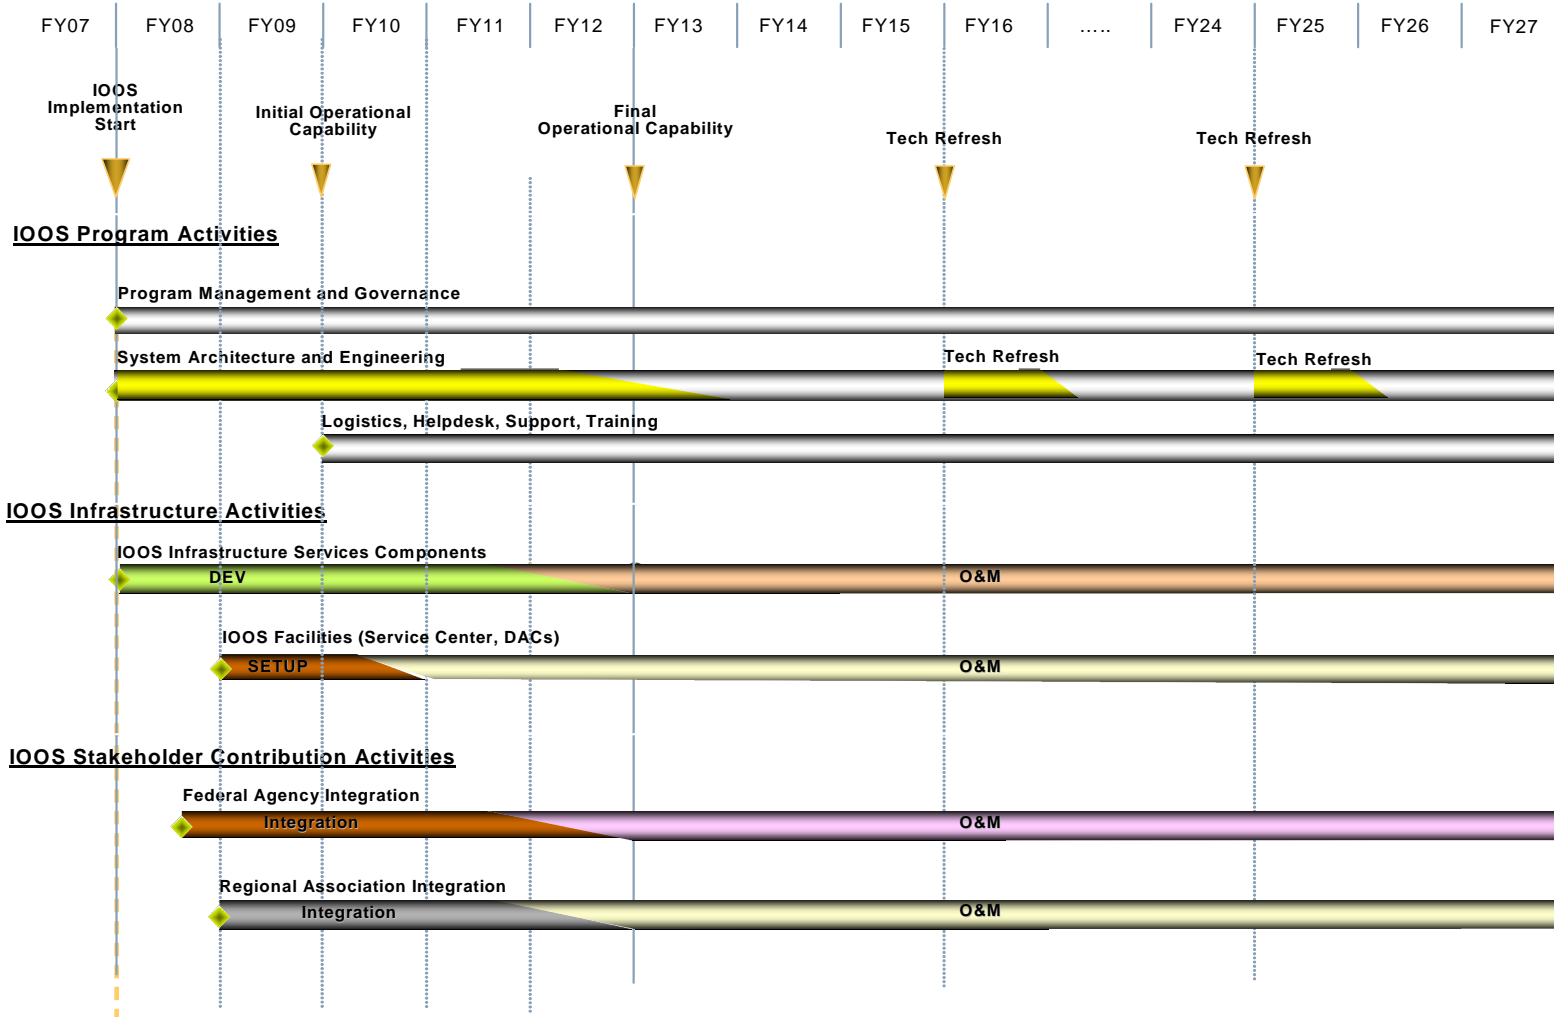 FY07 FY08 FY09 FY10 FY11 FY12 FY13 FY14 FY15 FY16 ..... FY24 FY25 FY26 FY27
IOOS
Implementation
Start
Initial Operational
Capability
Final
Operational Capability
Tech Refresh
Tech Refresh
IOOS Program Activities
Program Management and Governance
System Architecture and Engineering
Tech Refresh
Tech Refresh
Logistics, Helpdesk, Support, Training
IOOS Infrastructure Activities
IOOS Infrastructure Services Components
DEV
O&M
IOOS Facilities (Service Center, DACs)
SETUP
O&M
IOOS Stakeholder Contribution Activities
Federal Agency Integration
Integration
O&M
Regional Association Integration
Integration
O&M